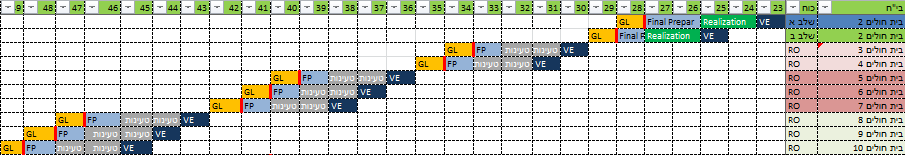 בי"ח כוח 23 24 25 26 27 28 29 30 31 32 33 34 35 36 37 38 39 40 41 42 43 44 45 46 47 48
בית חולים 2 שלב א VE Realization Final Prepar GL
בית חולים 2 שלב ב VE Realization Final GL
בית חולים 3 RO VE טעינות טעינות FP GL
בית חולים 4 RO VE טעינות טעינות FP GL
בית חולים 5 RO VE טעינות טעינות FP GL
בית חולים 6 RO VE טעינות טעינות FP GL
בית חולים 7 RO VE טעינות טעינות FP GL
בית חולים 8 RO VE טעינות טעינות FP GL
בית חולים 9 RO VE טעינות טעינות FP GL
בית חולים 10 RO VE טעינות טעינות FP GL